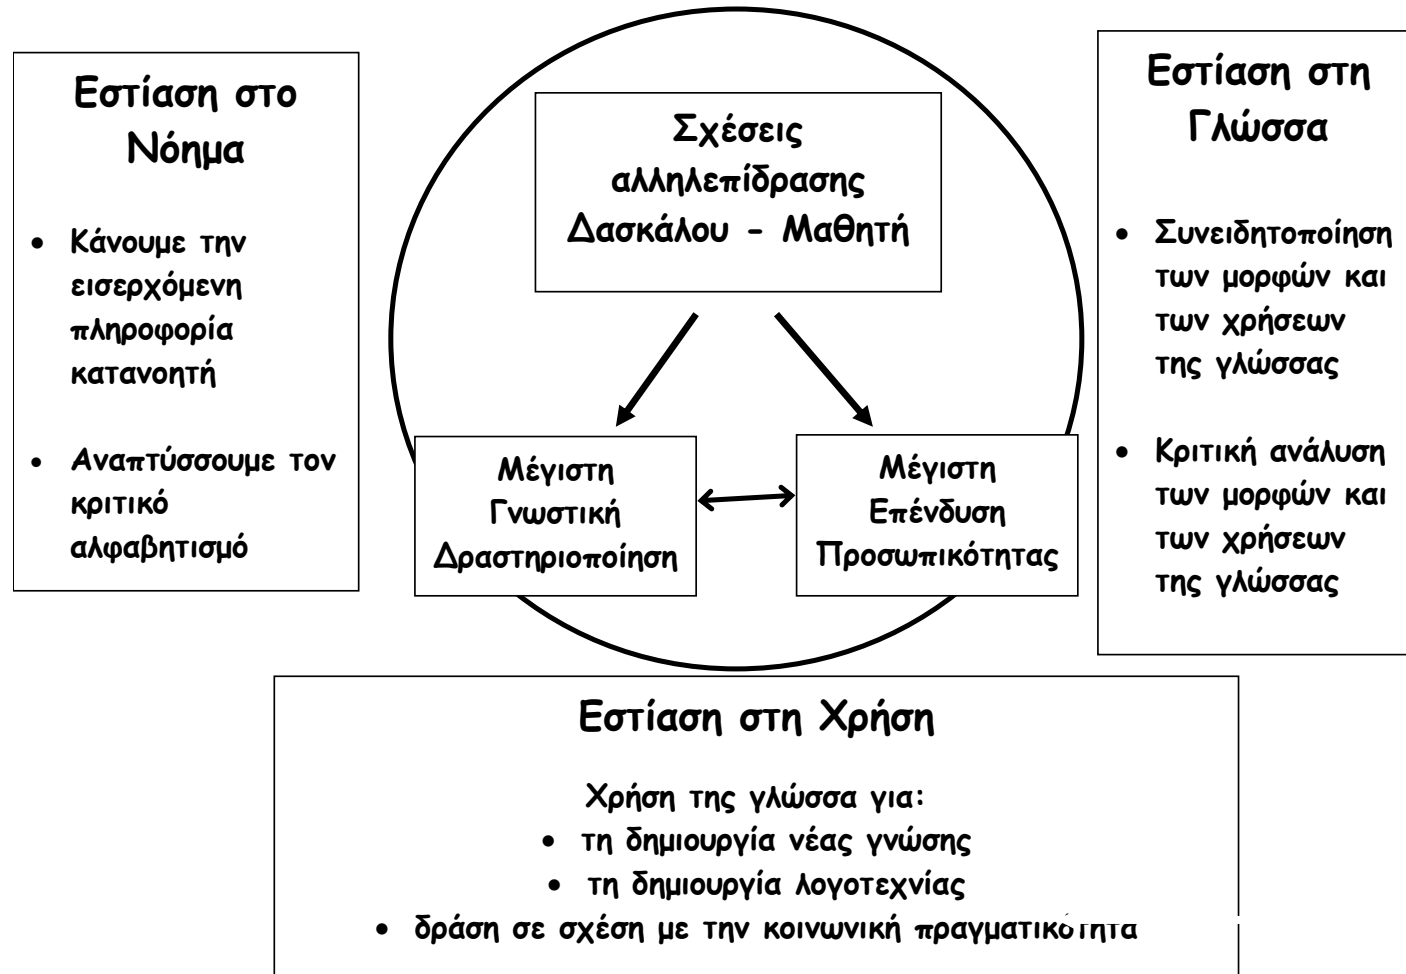 Εστίαση στο
Νόημα
• Κάνουμε την
εισερχόμενη
πληροφορία
κατανοητή
• Αναπτύσσουμε τον
κριτικό
αλφαβητισμό
Σχέσεις
αλληλεπίδρασης
Δασκάλου - Μαθητή
Μέγιστη
Γνωστική
Δραστηριοποίηση
Μέγιστη
Επένδυση
Προσωπικότητας
Εστίαση στη
Γλώσσα
• Συνειδητοποίηση
των μορφών και
των χρήσεων
της γλώσσας
• Κριτική ανάλυση
των μορφών και
των χρήσεων
της γλώσσας
Εστίαση στη Χρήση
Χρήση της γλώσσα για:
• τη δημιουργία νέας γνώσης
• τη δημιουργία λογοτεχνίας
• δράση σε σχέση με την κοινωνική πραγματικότητα